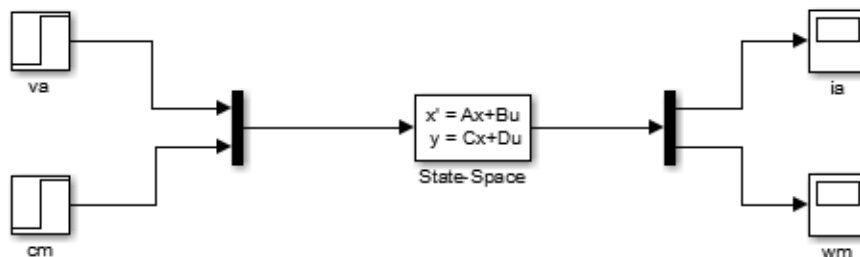 va
cm
x' = Ax+Bu
y = Cx+Du
State-Space
ia
wm